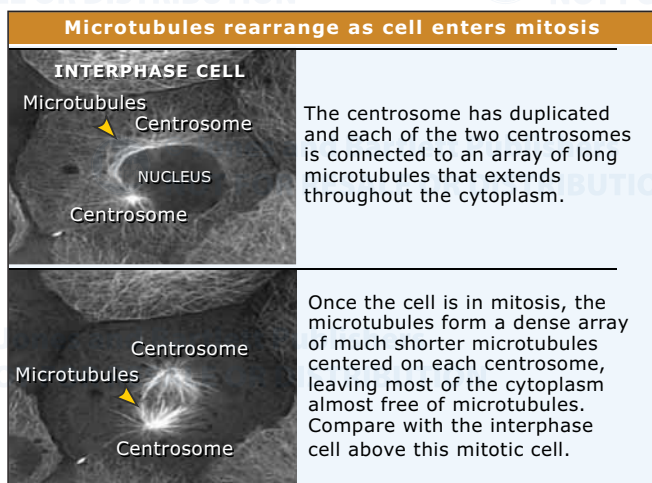 Microtubules rearrange as cell enters mitosis
INTERPHASE CELL
Microtubules
Centrosome
NUCLEUS
Centrosome
The centrosome has duplicated
and each of the two centrosomes
is connected to an array of long
microtubules that extends
throughout the cytoplasm.
Centrosome
Microtubules
Centrosome
Once the cell is in mitosis, the
microtubules form a dense array
of much shorter microtubules
centered on each centrosome,
leaving most of the cytoplasm
almost free of microtubules.
Compare with the interphase
cell above this mitotic cell.